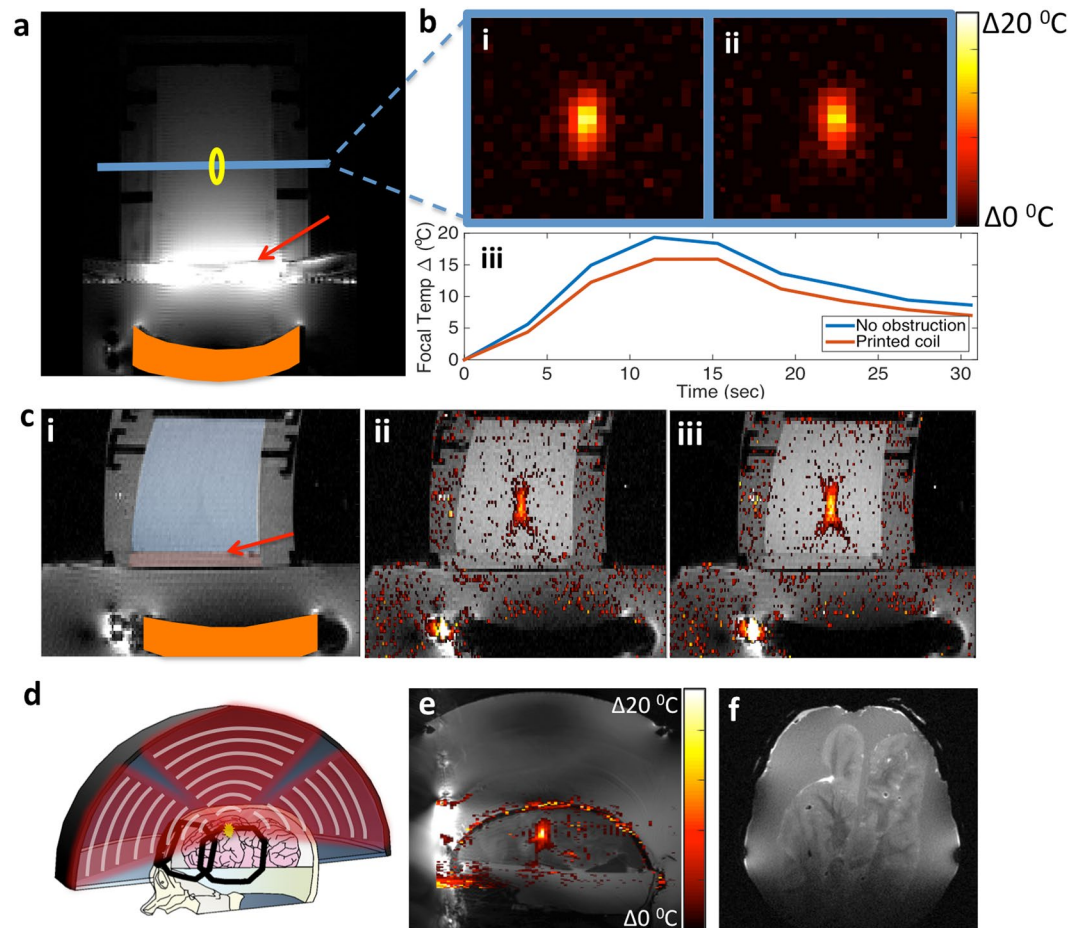 a
b
i
ii
Δ20 ⁰C
Δ0 ⁰C
iii
Focal Temp Δ (⁰C)
20
15
10
5
0
No obstruction
Printed coil
0
5
10
15
20
25
30
Time (sec)
c
i
ii
iii
d
e
Δ20 ⁰C
Δ0 ⁰C
f